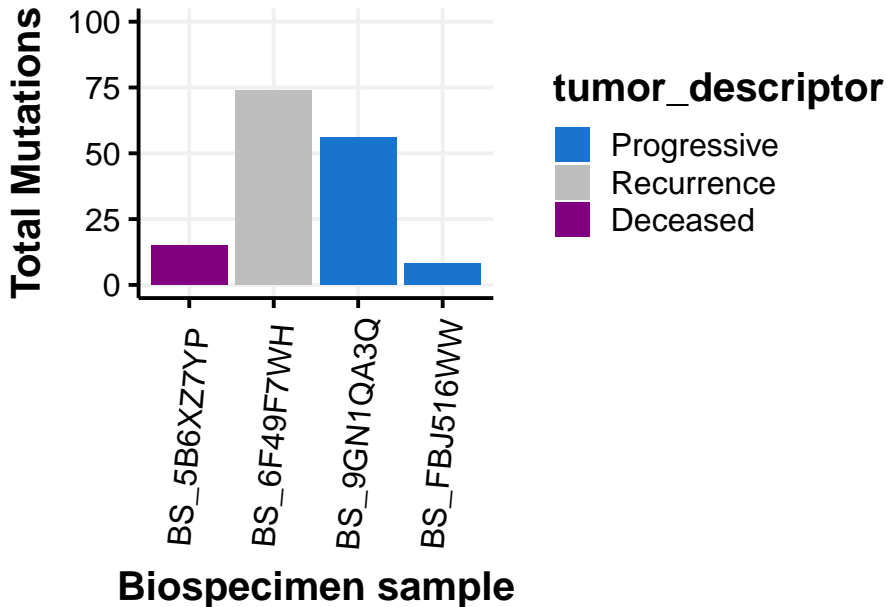 Total Mutations
100
75
50
25
0
BS_5B6XZ7YP
BS_6F49F7WH
BS_9GN1QA3Q
BS_FBJ516WW
Biospecimen sample
tumor_descriptor
Progressive
Recurrence
Deceased